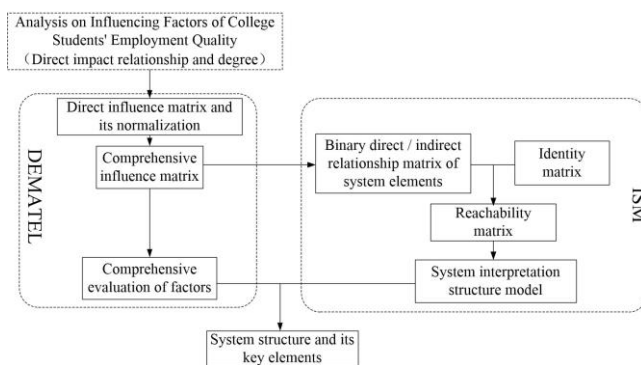 Analysis on Influencing Factors of College
Students' Employment Quality
(Direct impact relationship and degree)
Direct influence matrix and
its normalization
Comprehensive
influence matrix
Binary direct / indirect
relationship matrix of
system elements
Identity
matrix
DEMATEL
ISM
Reachability
matrix
Comprehensive
evaluation of factors
System interpretation
structure model
System structure and its
key elements